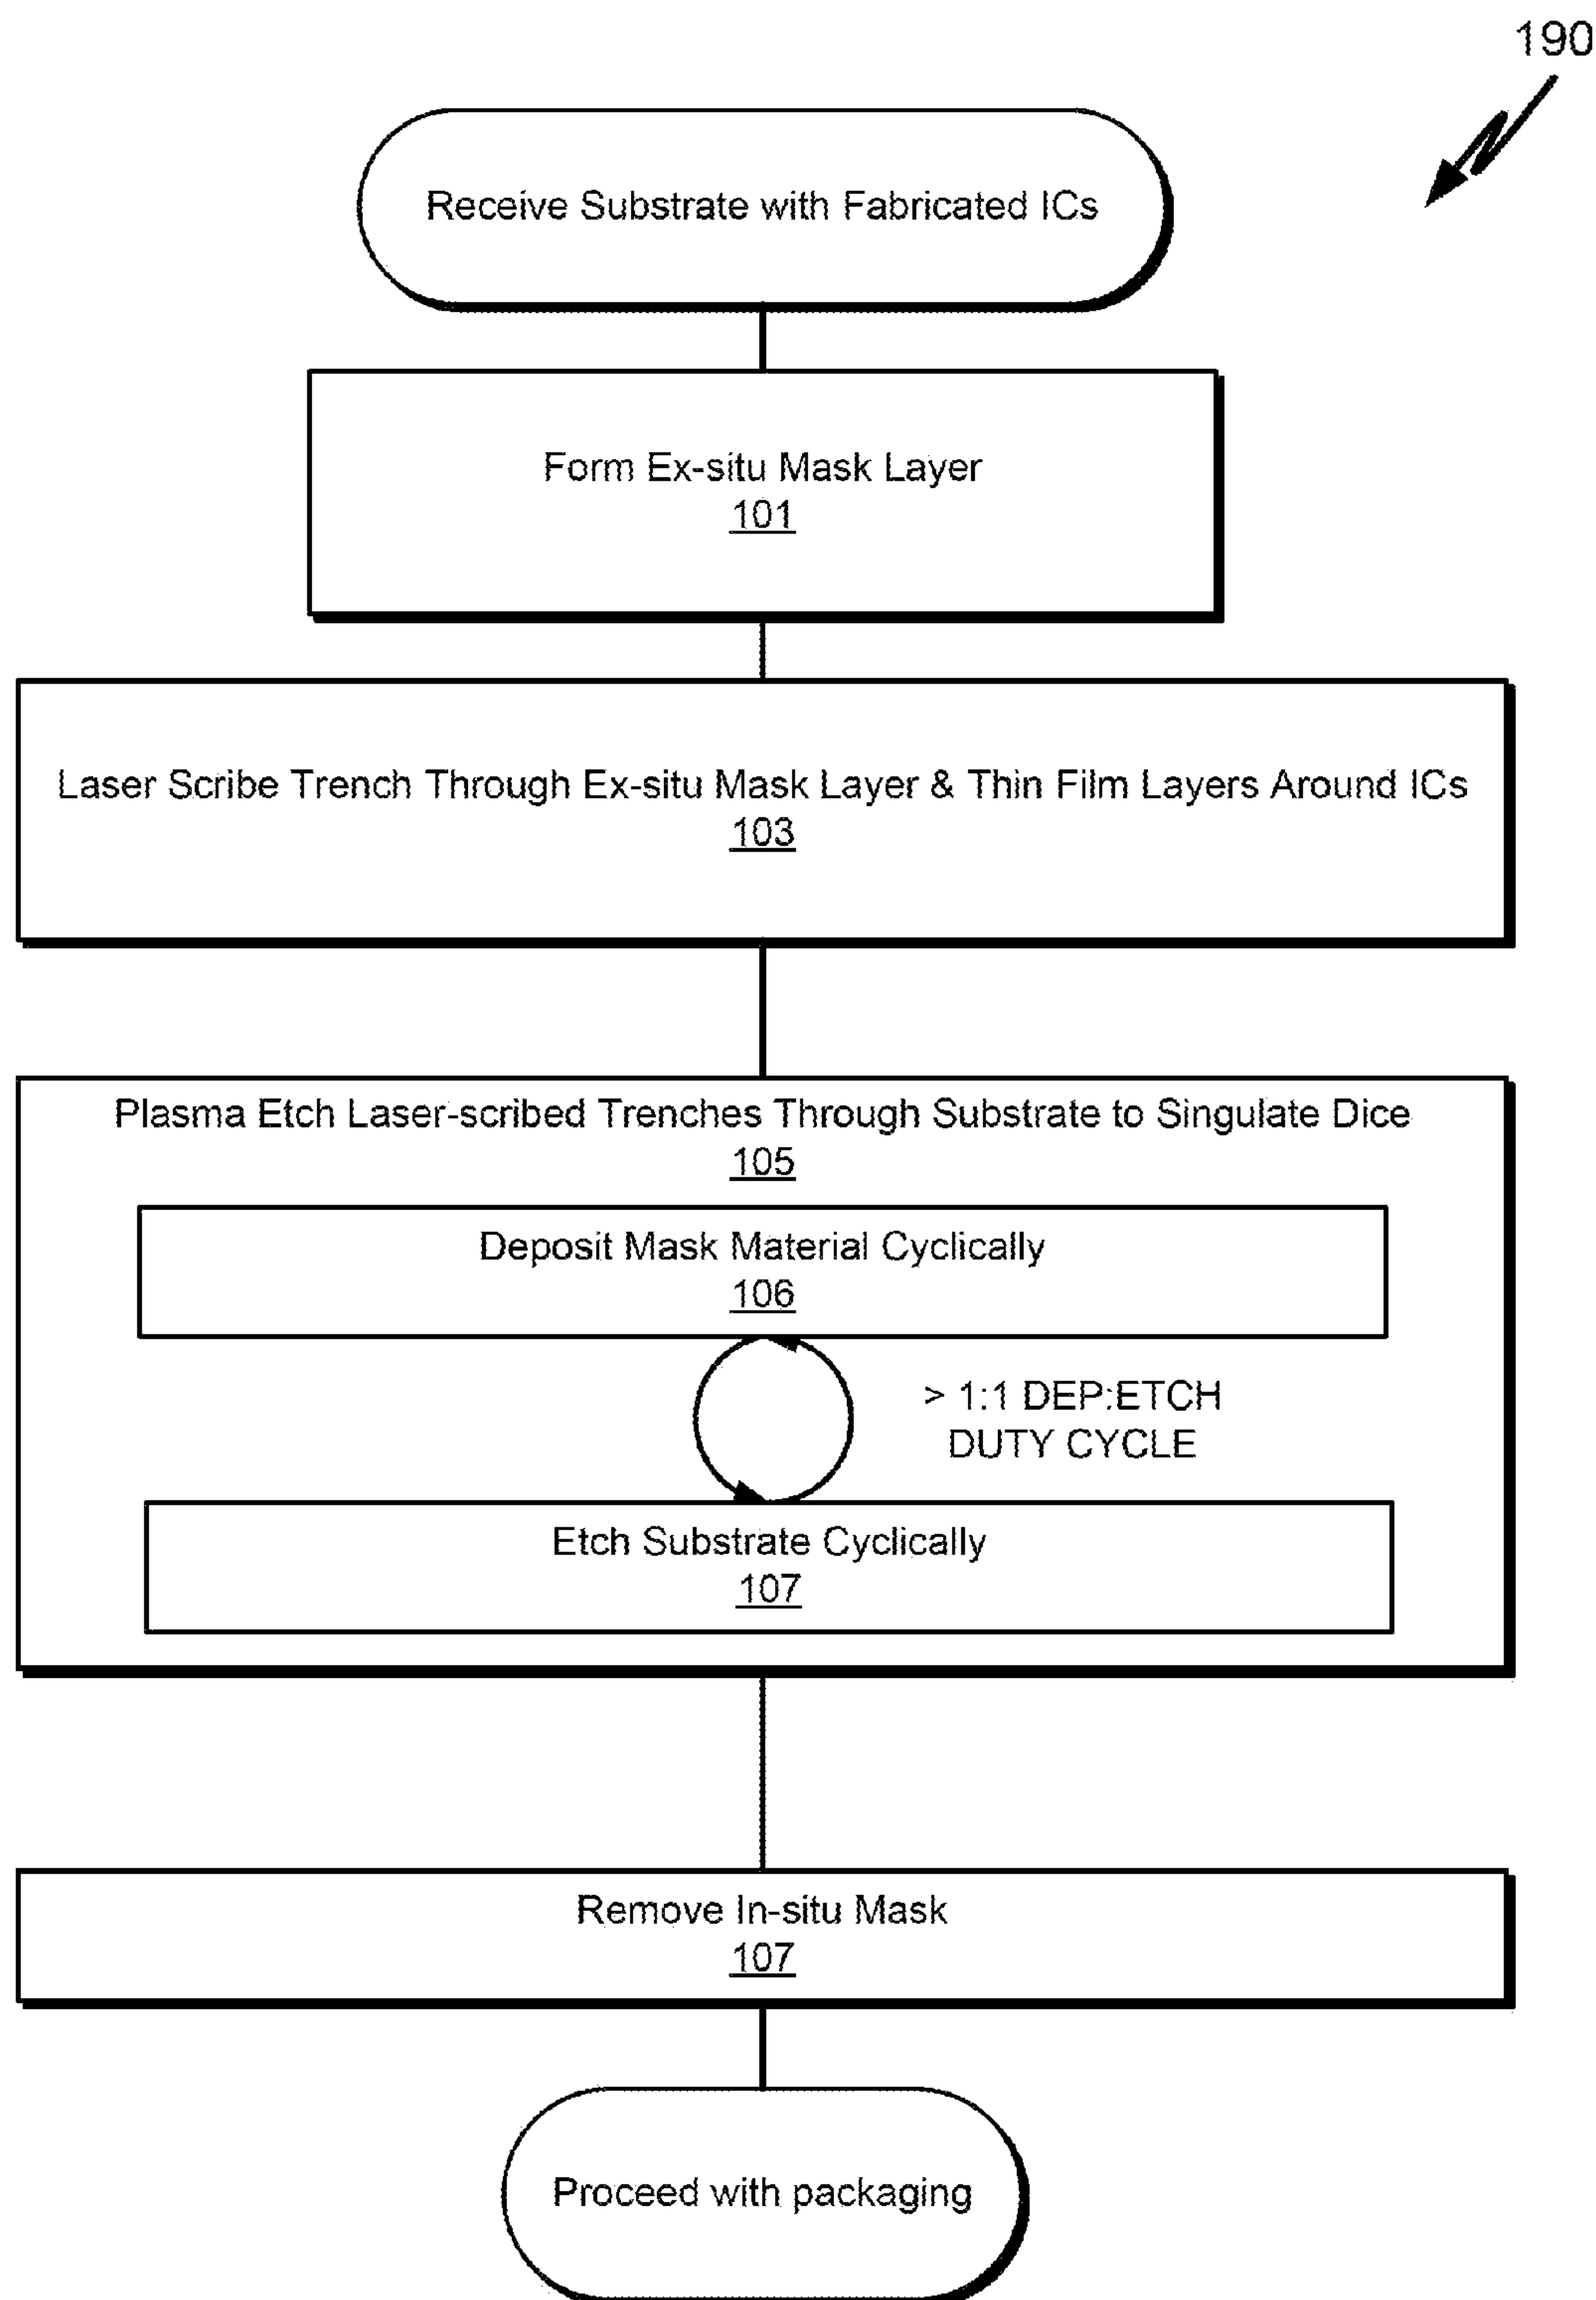 190
Receive Substrate with Fabricated ICs
Form Ex-situ Mask Layer
101
Laser Scribe Trench Through Ex-situ Mask Layer & Thin Film Layers Around ICs
103
Plasma Etch Laser-scribed Trenches Through Substrate to Singulate Dice
105
Deposit Mask Material Cyclically
106
> 1:1 DEP:ETCH
DUTY CYCLE
Etch Substrate Cyclically
107
Remove In-situ Mask
107
Proceed with packaging